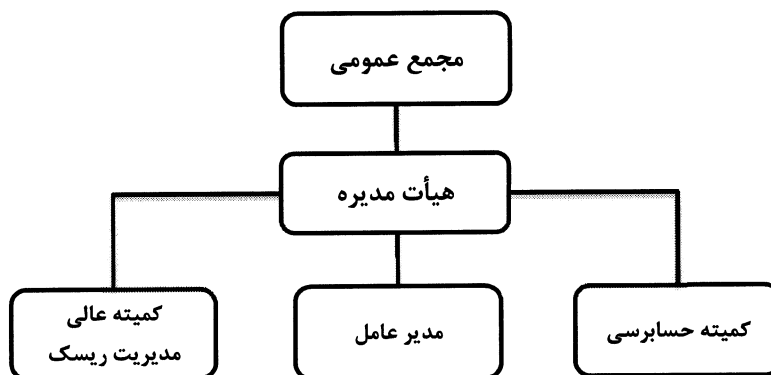 مجمع عمومی
هیأت مدیره
کمیته حسابرسی
مدیر عامل
کمیته عالی
مدیریت ریسک